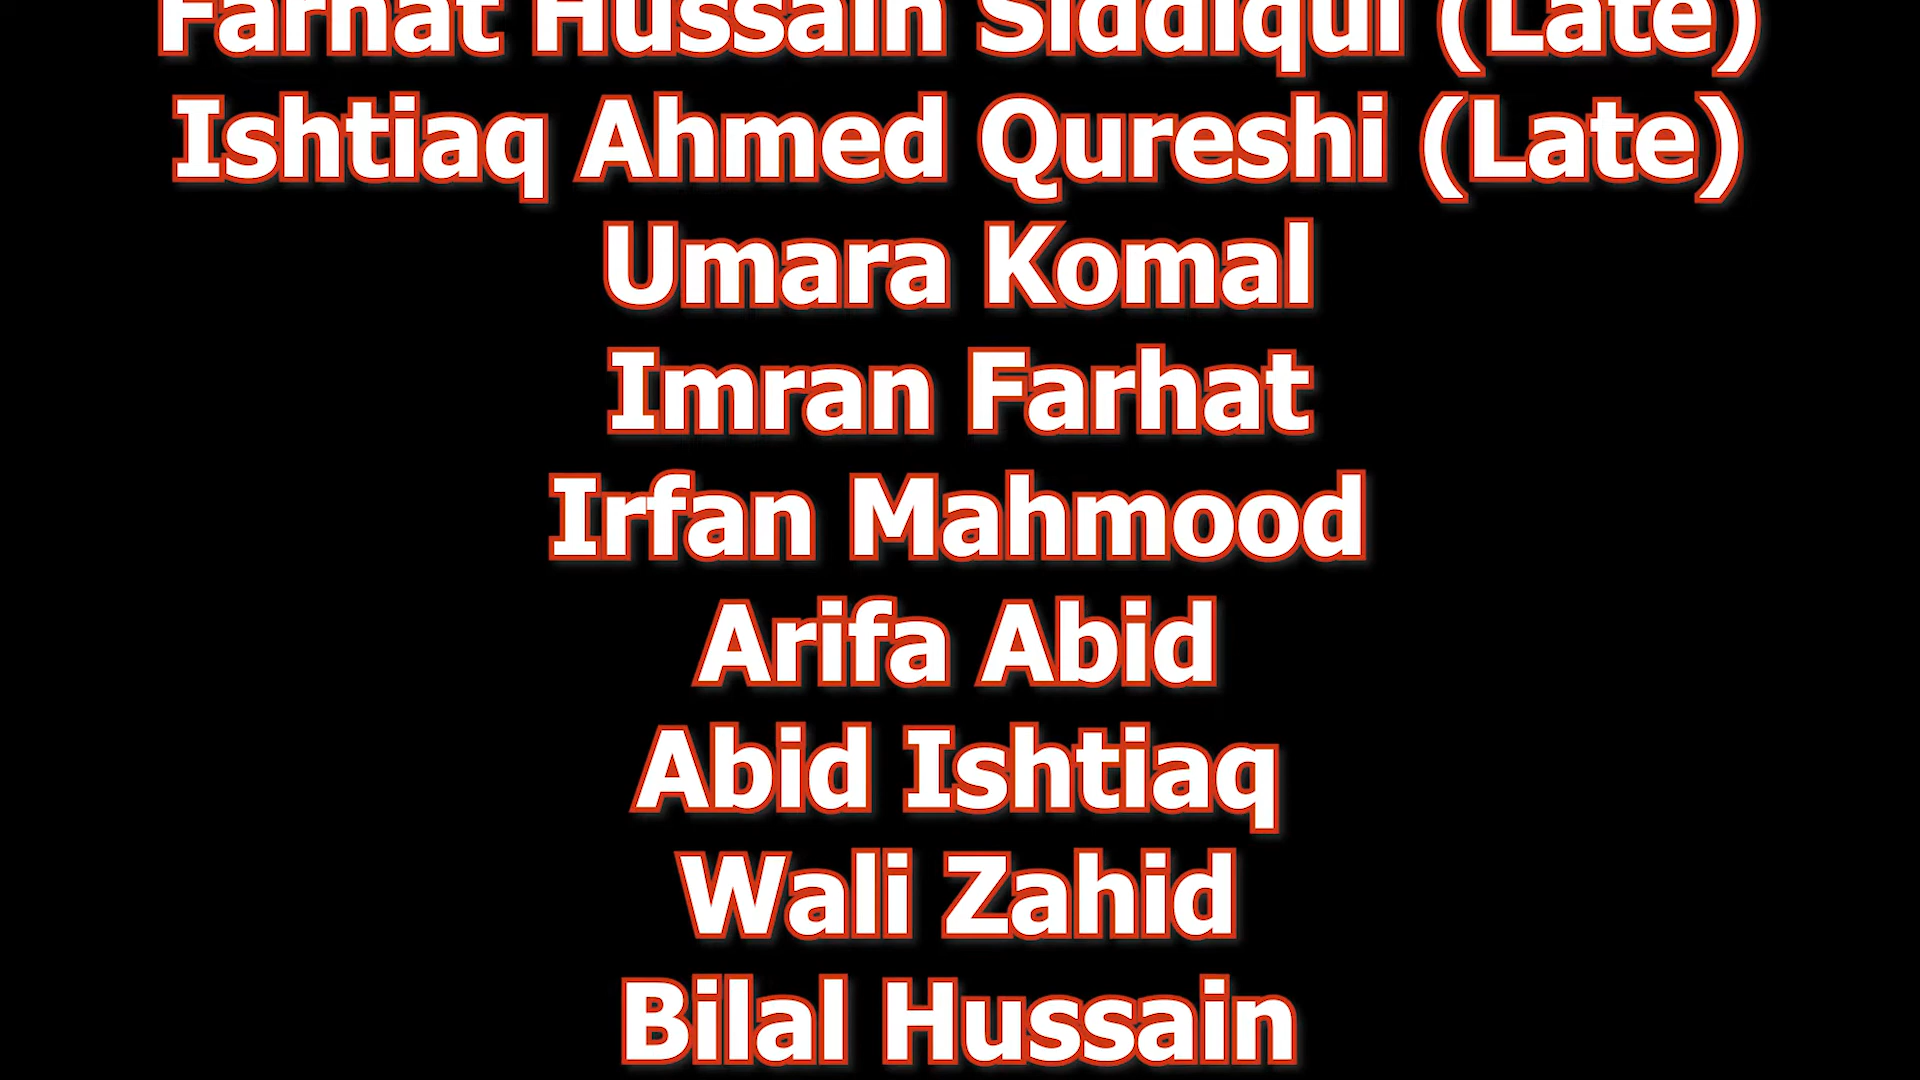 Farhat Hussain Siddiqui (Late)
Ishtiaq Ahmed Qureshi (Late)
Umara Komal
Imran Farhat
Irfan Mahmood
Arifa Abid
Abid Ishtiaq
Wali Zahid
Bilal Hussain